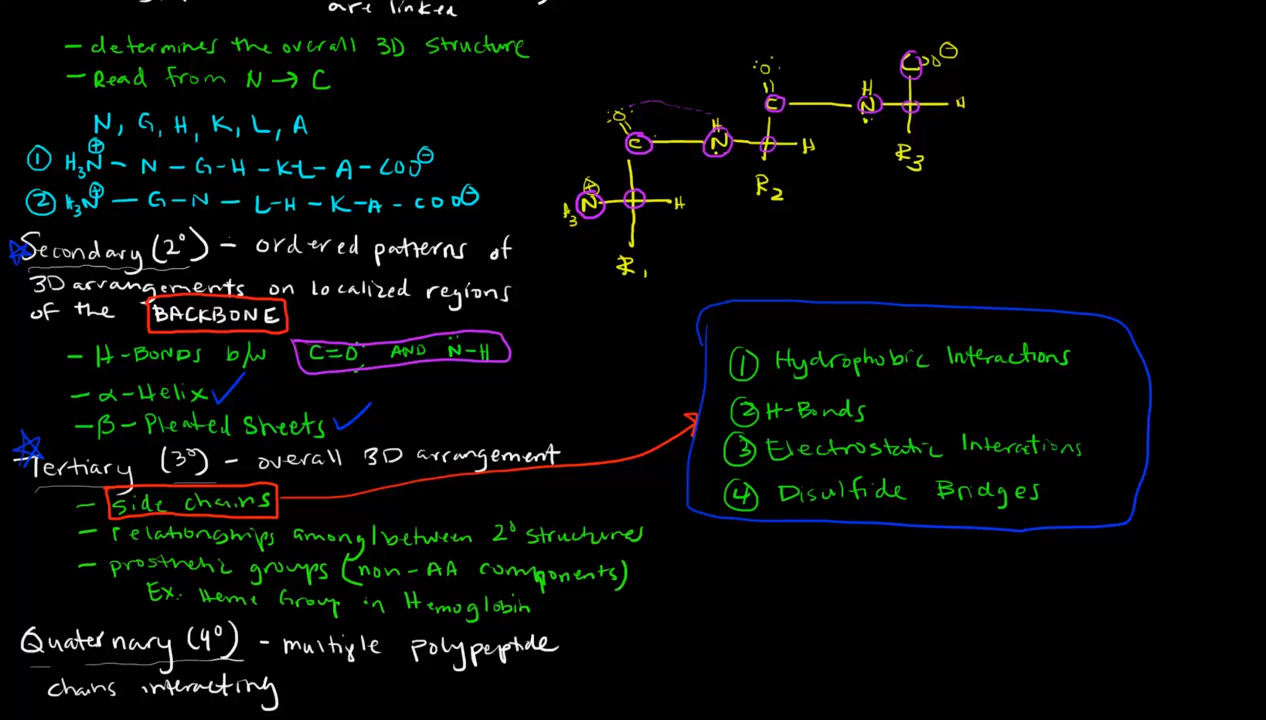 are linked
- determines the overall 3D structure
- Read from N → C
N, G, H, K, L, A
① H₃N⊕ - N - G - H - K - L - A - COO⊖
② H₃N⊕ - G - N - L - H - K - A - COO⊖
Secondary (2°) - ordered patterns of
3D arrangements on localized regions
of the BACKBONE
- H-BONDS b/w C=O AND N-H
- α-Helix ✓
- β-Pleated Sheets ✓
- Tertiary (3°) - overall 3D arrangement
- side chains
- relationships among/between 2° structures
- prosthetic groups (non-AA components)
Ex: Heme Group in Hemoglobin
Quaternary (4°) - multiple polypeptide
chains interacting
COO⊖
O C H N H
R₃
O C H N H
R₂
H₃N⊕ H
R₁
① Hydrophobic Interactions
② H-Bonds
③ Electrostatic Interations
④ Disulfide Bridges